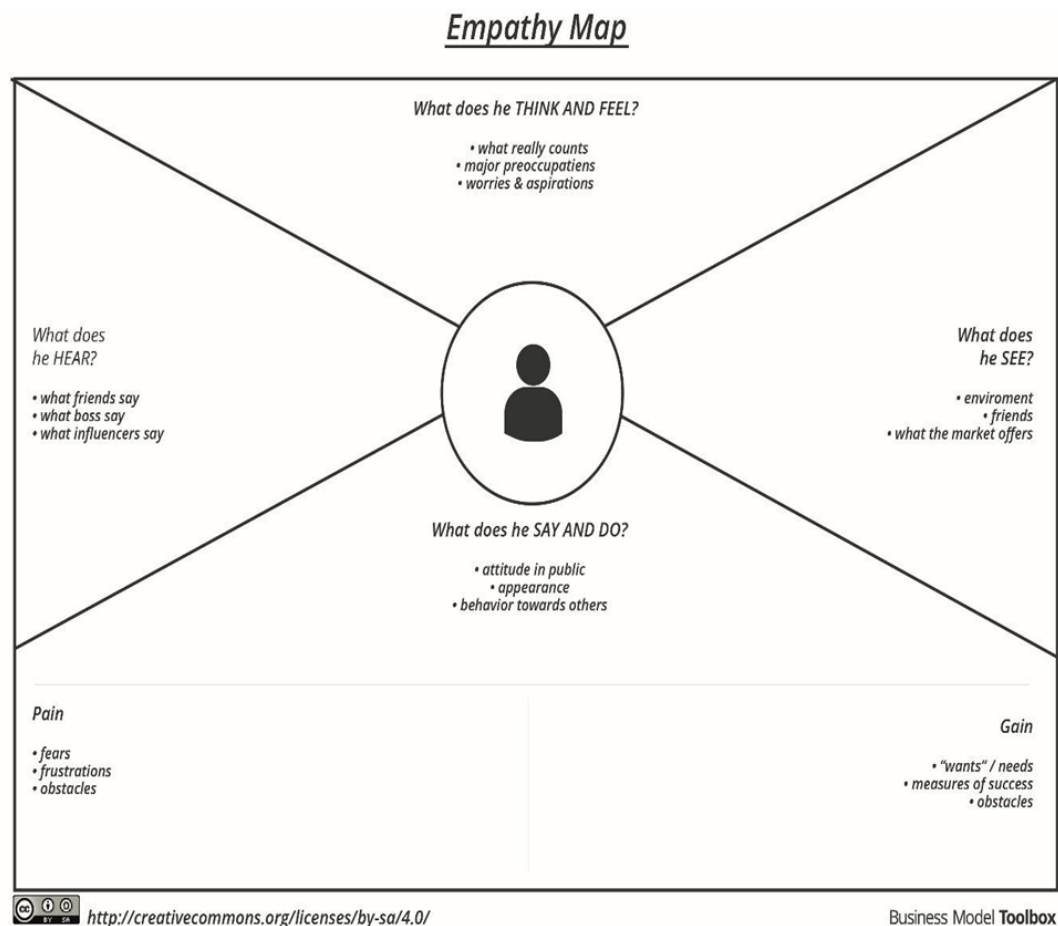 Empathy Map
What does he THINK AND FEEL?
• what really counts
• major preoccupatiens
• worries & aspirations
What does
he HEAR?
• what friends say
• what boss say
• what influencers say
What does
he SEE?
• enviroment
• friends
• what the market offers
What does he SAY AND DO?
• attitude in public
• appearance
• behavior towards others
Pain
• fears
• frustrations
• obstacles
Gain
• “wants“ / needs
• measures of success
• obstacles
cc BY SA
http://creativecommons.org/licenses/by-sa/4.0/
Business Model Toolbox